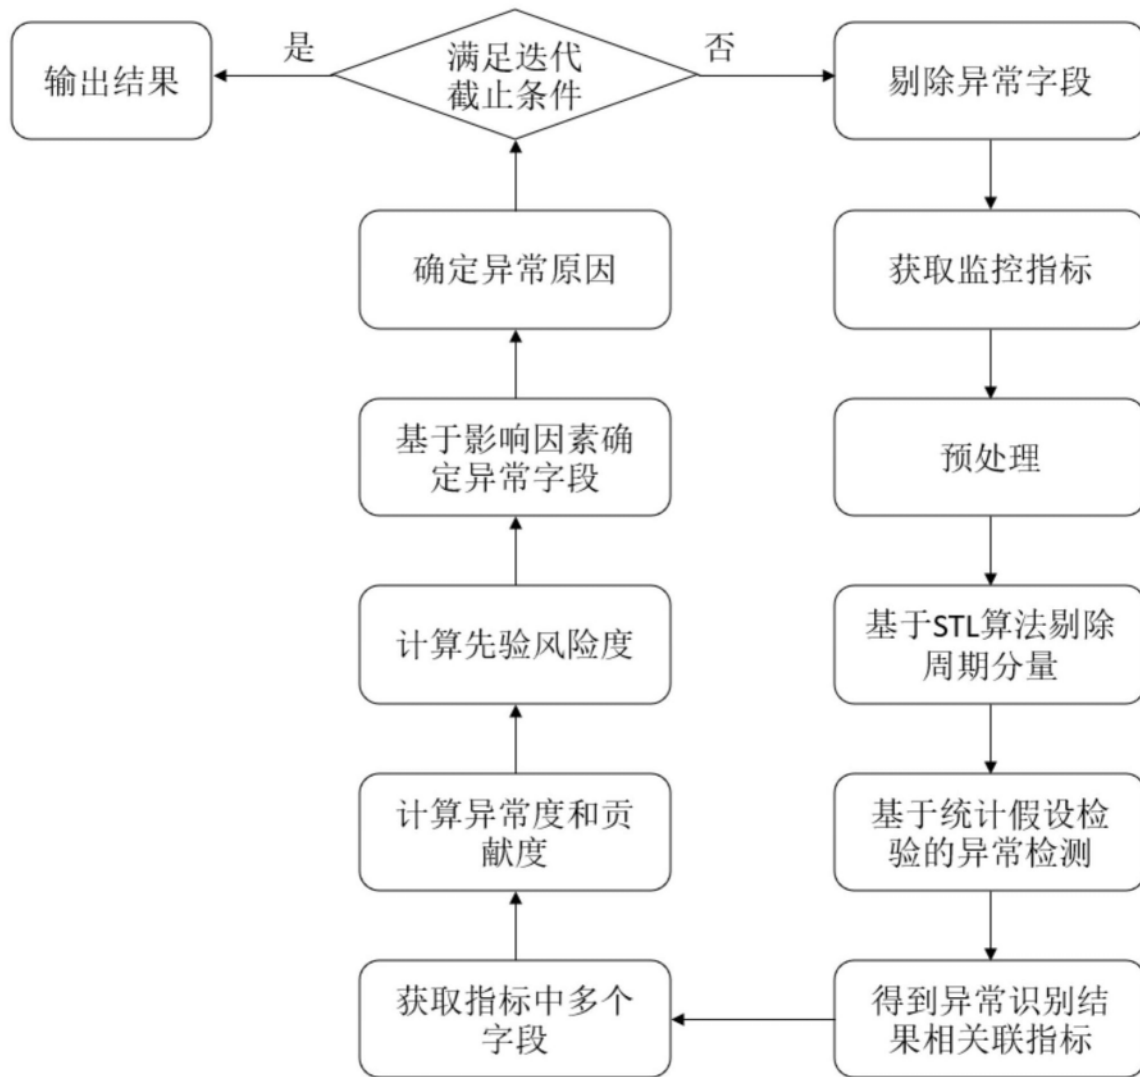 输出结果
是
满足迭代
截止条件
否
剔除异常字段
确定异常原因
获取监控指标
基于影响因素确
定异常字段
预处理
计算先验风险度
基于STL算法剔除
周期分量
计算异常度和贡
献度
基于统计假设检
验的异常检测
获取指标中多个
字段
得到异常识别结
果相关联指标